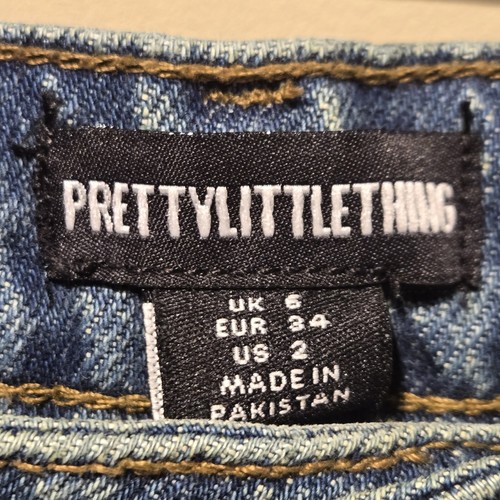 PRETTYLITTLETHING
UK 6
EUR 34
US 2
MADE IN
PAKISTAN